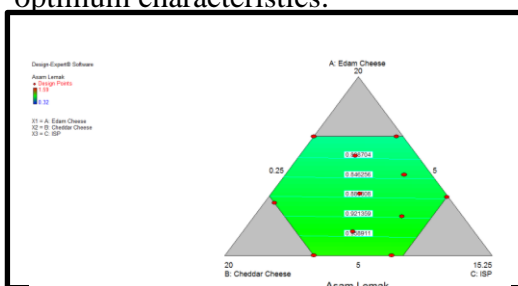 optimum characteristics.
Design-Expert® Software
Asam Lemak
Design Points
0.32
X1 = A: Edam Cheese
X2 = B: Cheddar Cheese
X3 = C: ISP
A: Edam Cheese
20
0.25
5
0.846256
0.921359
20
5
15.25
B: Cheddar Cheese
C: ISP
Asam Lemak